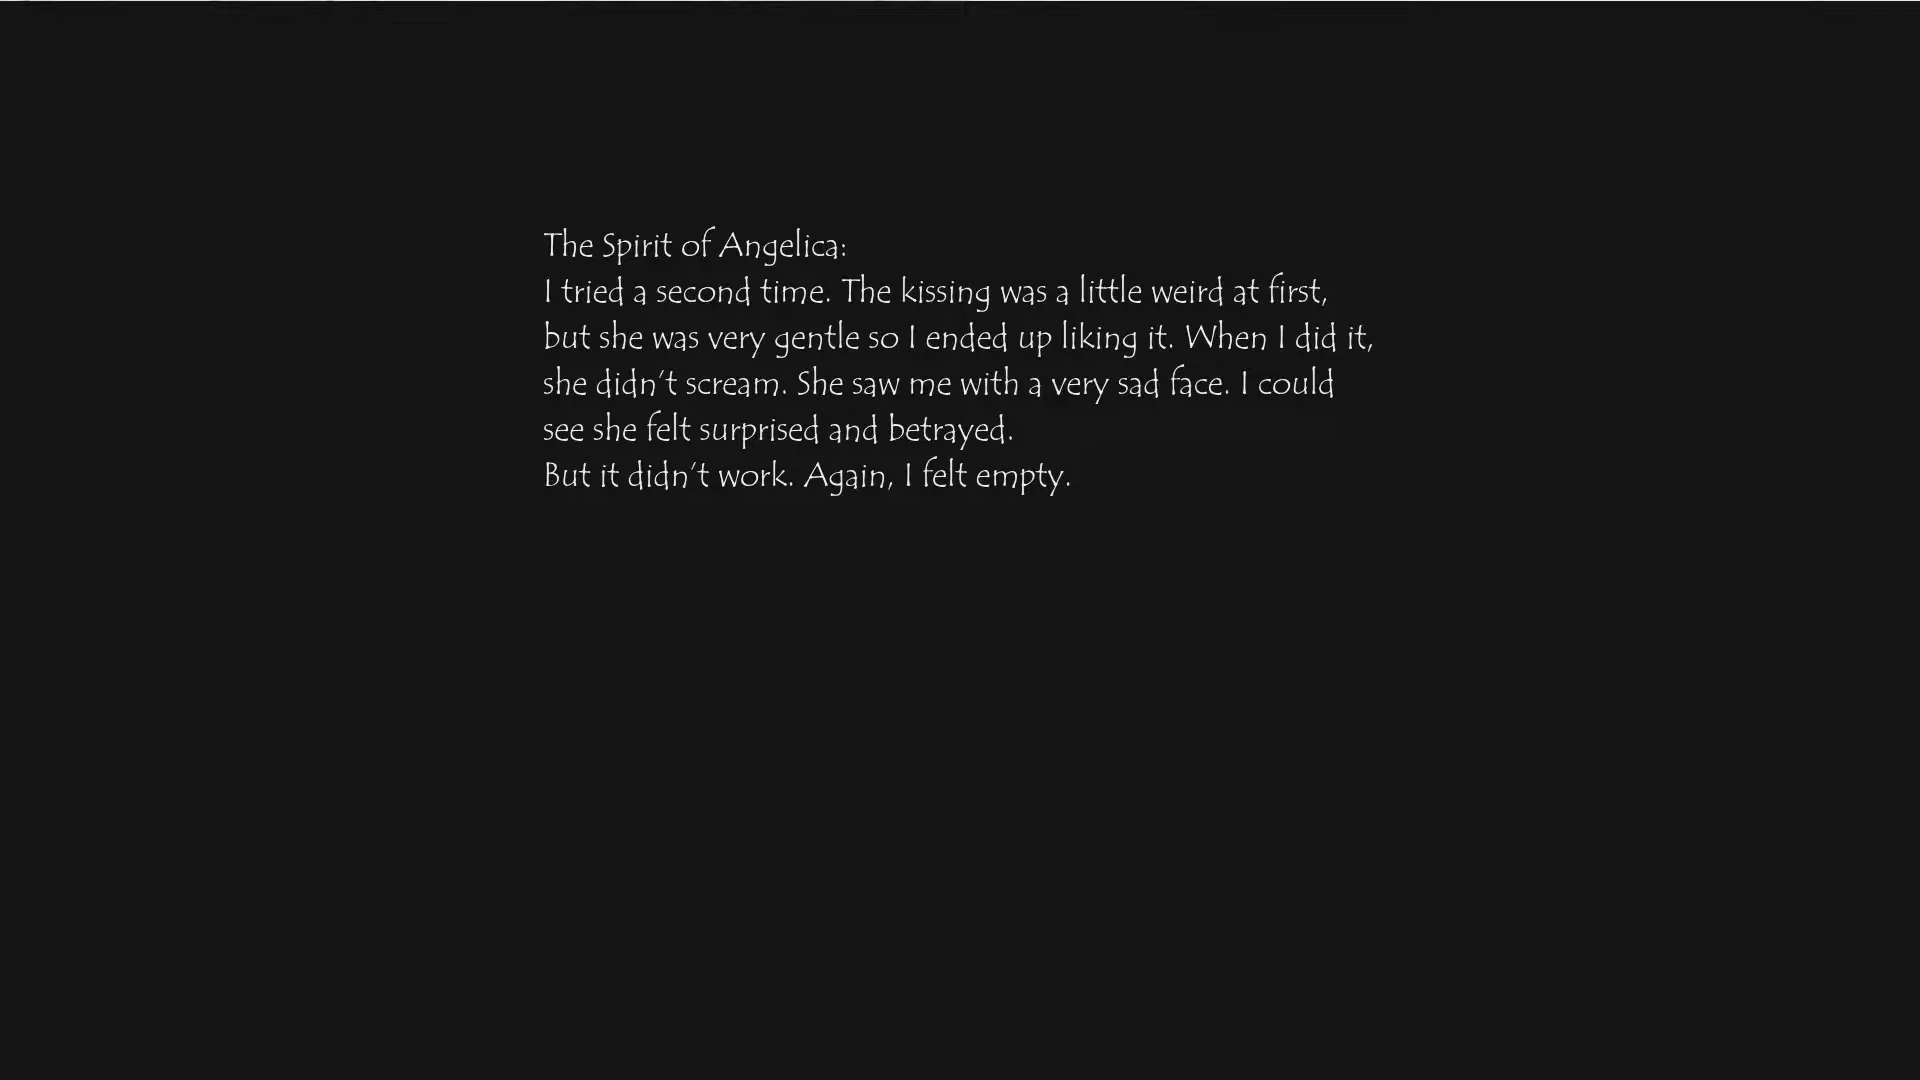 The Spirit of Angelica:
I tried a second time. The kissing was a little weird at first,
but she was very gentle so I ended up liking it. When I did it,
she didn't scream. She saw me with a very sad face. I could
see she felt surprised and betrayed.
But it didn't work. Again, I felt empty.